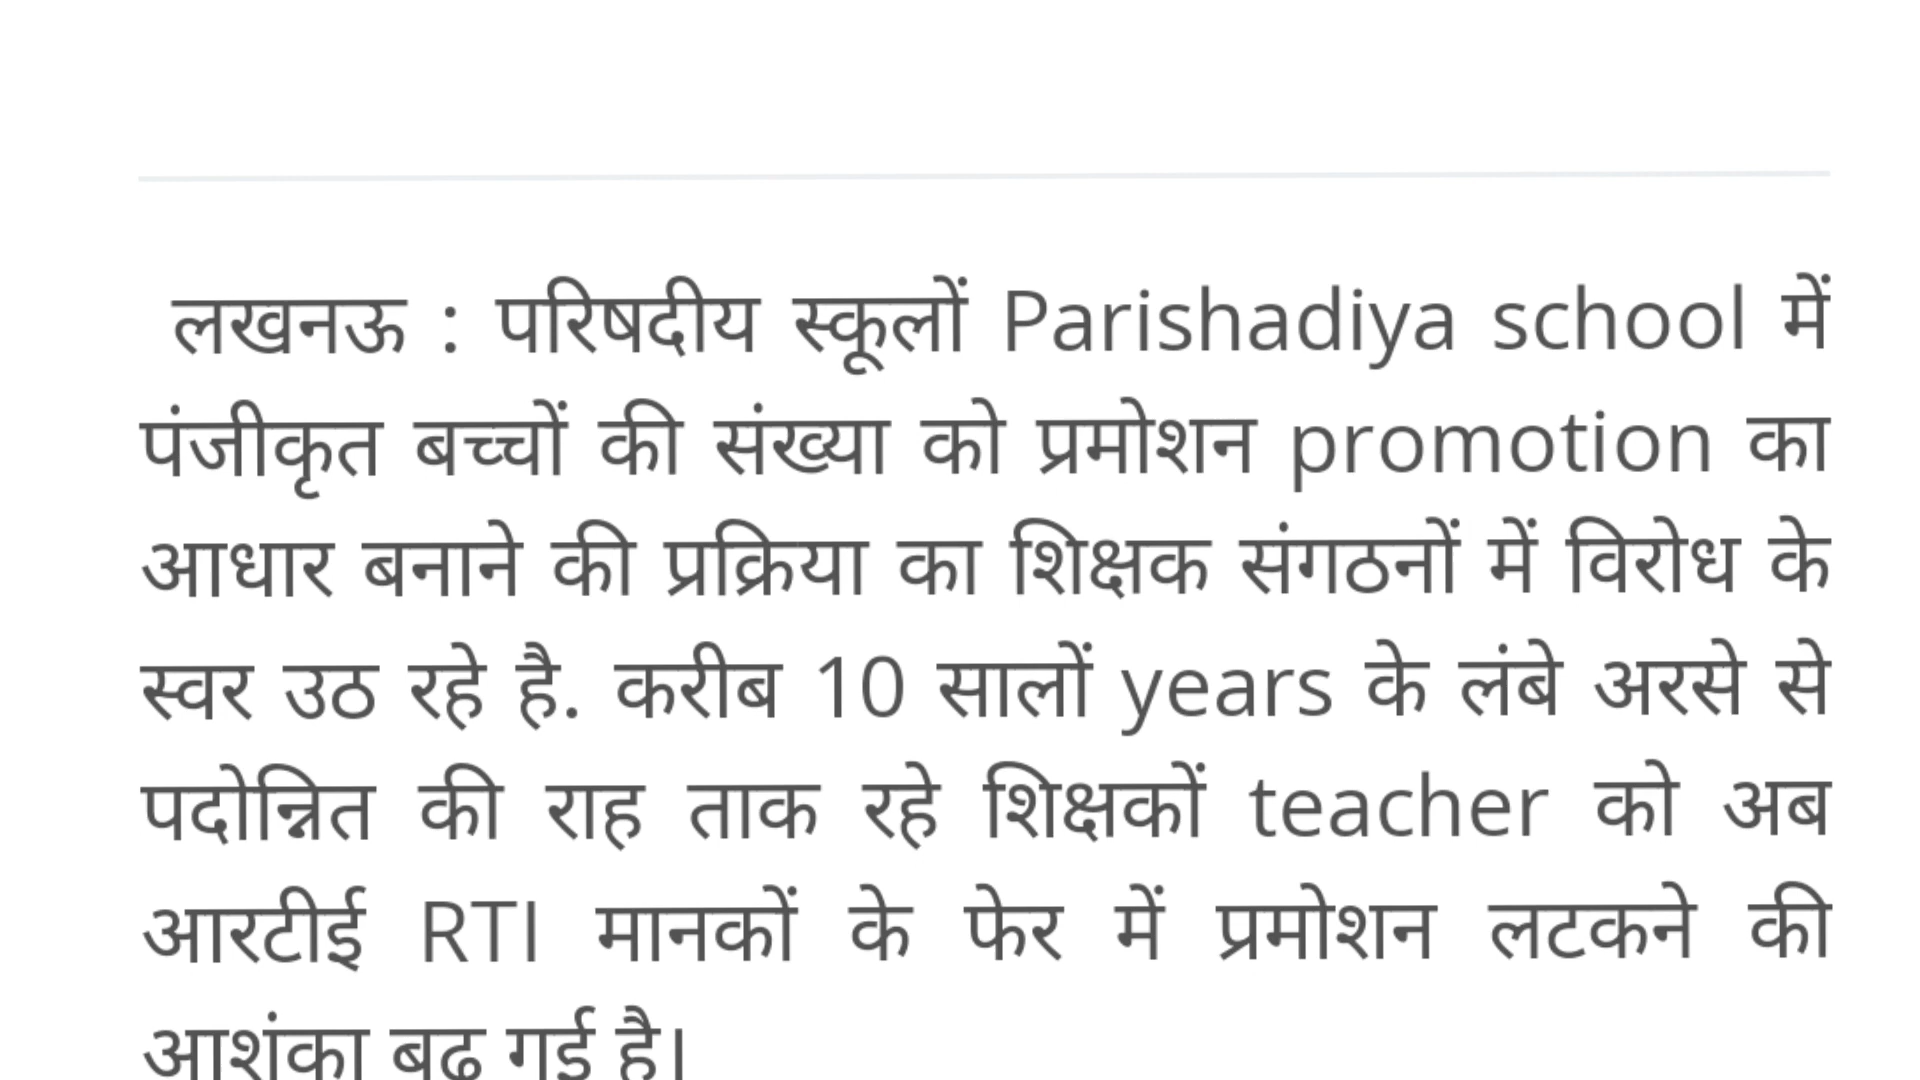 लखनऊ : परिषदीय स्कूलों Parishadiya school में
पंजीकृत बच्चों की संख्या को प्रमोशन promotion का
आधार बनाने की प्रक्रिया का शिक्षक संगठनों में विरोध के
स्वर उठ रहे है. करीब 10 सालों years के लंबे अरसे से
पदोन्नित की राह ताक रहे शिक्षकों teacher को अब
आरटीई RTI मानकों के फेर में प्रमोशन लटकने की
आशंका बढ़ गई है।